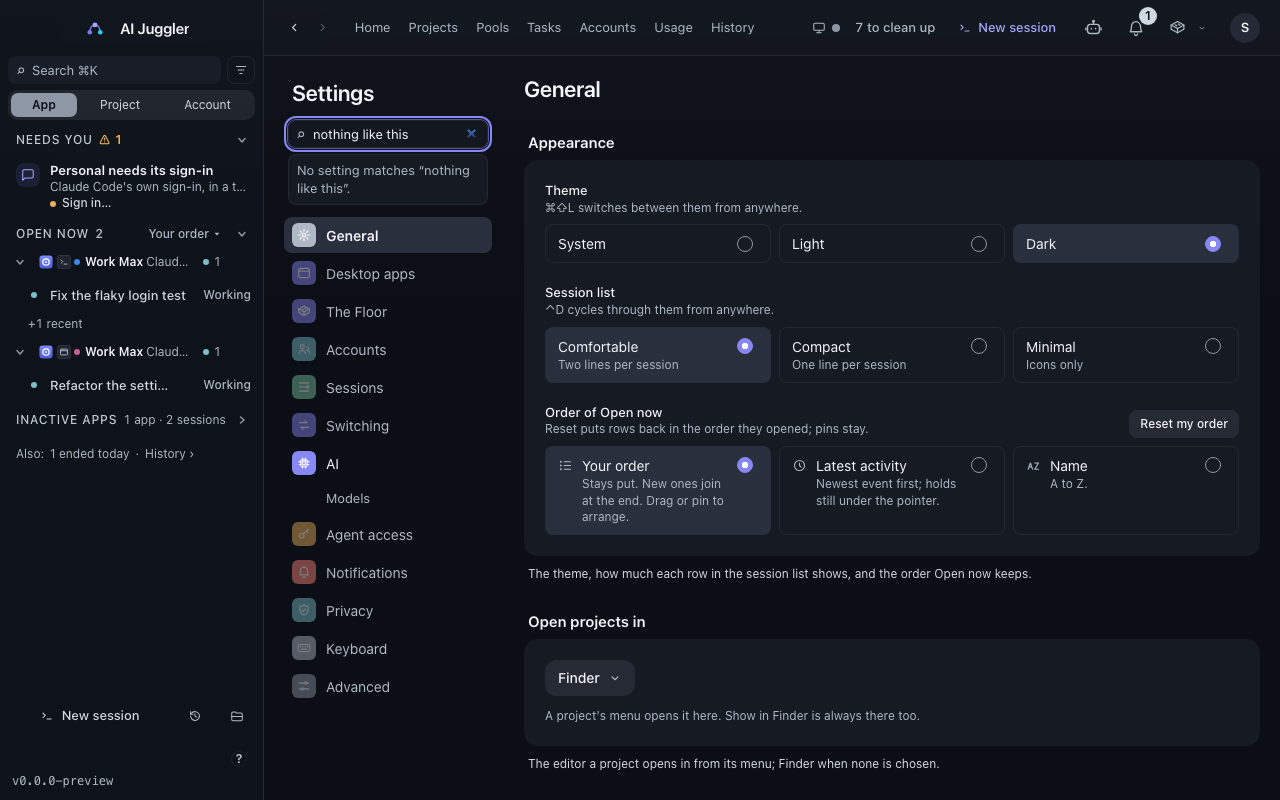 AI Juggler
Search ⌘K
App
Project
Account
NEEDS YOU
1
Personal needs its sign-in
Claude Code's own sign-in, in a t…
Sign in…
OPEN NOW 2
Your order
Work Max Claud…
1
Fix the flaky login test
Working
+1 recent
Work Max Claud…
1
Refactor the setti…
Working
INACTIVE APPS 1 app · 2 sessions
Also: 1 ended today · History ›
New session
?
v0.0.0-preview
Home
Projects
Pools
Tasks
Accounts
Usage
History
7 to clean up
New session
1
S
Settings
nothing like this
No setting matches “nothing
like this”.
General
Desktop apps
The Floor
Accounts
Sessions
Switching
AI
Models
Agent access
Notifications
Privacy
Keyboard
Advanced
General
Appearance
Theme
⌘⇧L switches between them from anywhere.
System
Light
Dark
Session list
^D cycles through them from anywhere.
Comfortable
Two lines per session
Compact
One line per session
Minimal
Icons only
Order of Open now
Reset puts rows back in the order they opened; pins stay.
Reset my order
Your order
Stays put. New ones join
at the end. Drag or pin to
arrange.
Latest activity
Newest event first; holds
still under the pointer.
AZ
Name
A to Z.
The theme, how much each row in the session list shows, and the order Open now keeps.
Open projects in
Finder
A project's menu opens it here. Show in Finder is always there too.
The editor a project opens in from its menu; Finder when none is chosen.